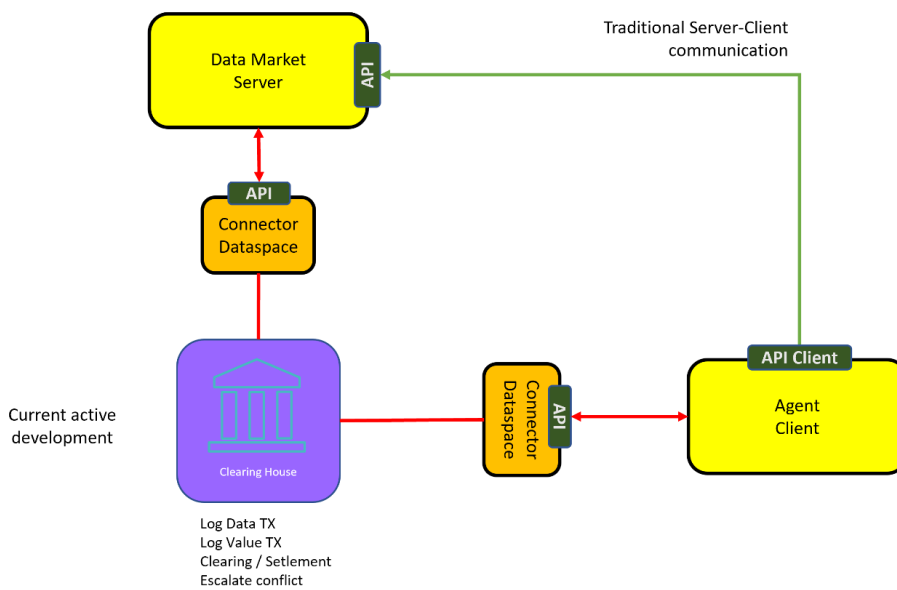 Traditional Server-Client
communication
Data Market
Server
API
API
Connector
Dataspace
API Client
Agent
Client
Connector
Dataspace
API
Current active
development
Clearing House
Log Data TX
Log Value TX
Clearing / Setlement
Escalate conflict